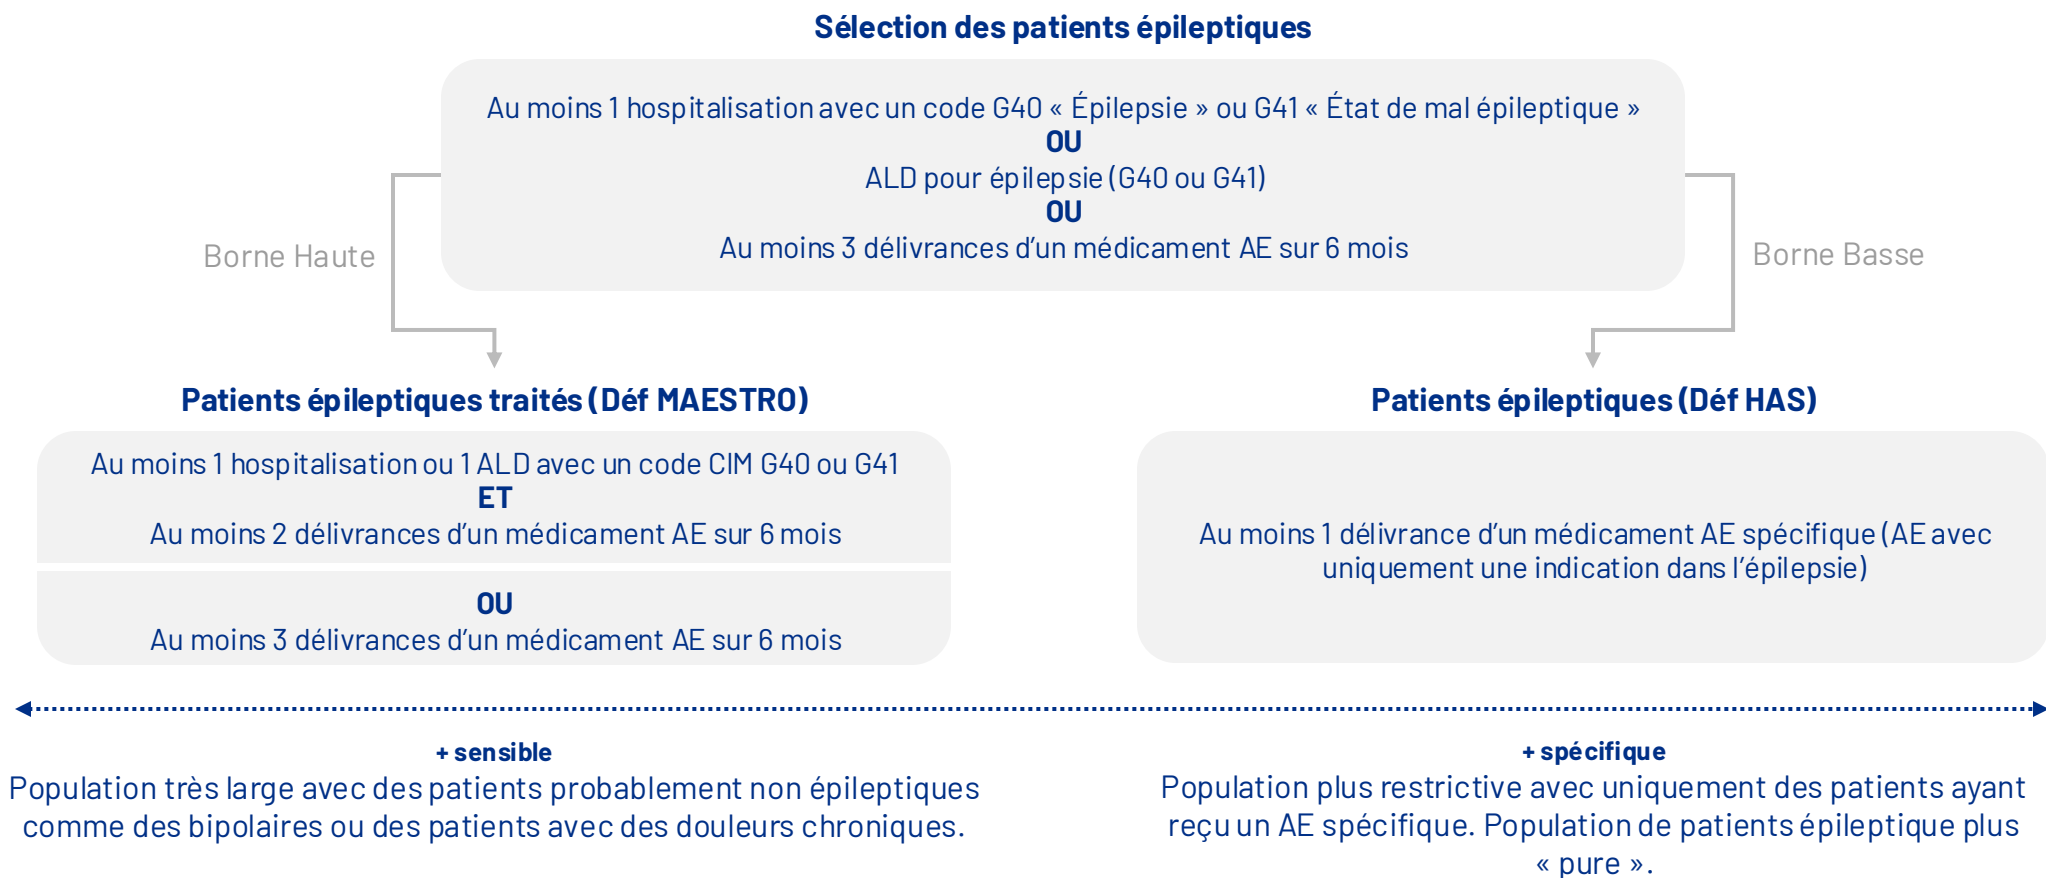 Sélection des patients épileptiques
Au moins 1 hospitalisation avec un code G40 « Épilepsie » ou G41 « État de mal épileptique »
OU
ALD pour épilepsie (G40 ou G41)
OU
Au moins 3 délivrances d’un médicament AE sur 6 mois
Borne Haute
Borne Basse
Patients épileptiques traités (Déf MAESTRO)
Au moins 1 hospitalisation ou 1 ALD avec un code CIM G40 ou G41
ET
Au moins 2 délivrances d’un médicament AE sur 6 mois
OU
Au moins 3 délivrances d’un médicament AE sur 6 mois
Patients épileptiques (Déf HAS)
Au moins 1 délivrance d’un médicament AE spécifique (AE avec
uniquement une indication dans l’épilepsie)
+ sensible
Population très large avec des patients probablement non épileptiques
comme des bipolaires ou des patients avec des douleurs chroniques.
+ spécifique
Population plus restrictive avec uniquement des patients ayant
reçu un AE spécifique. Population de patients épileptique plus
« pure ».